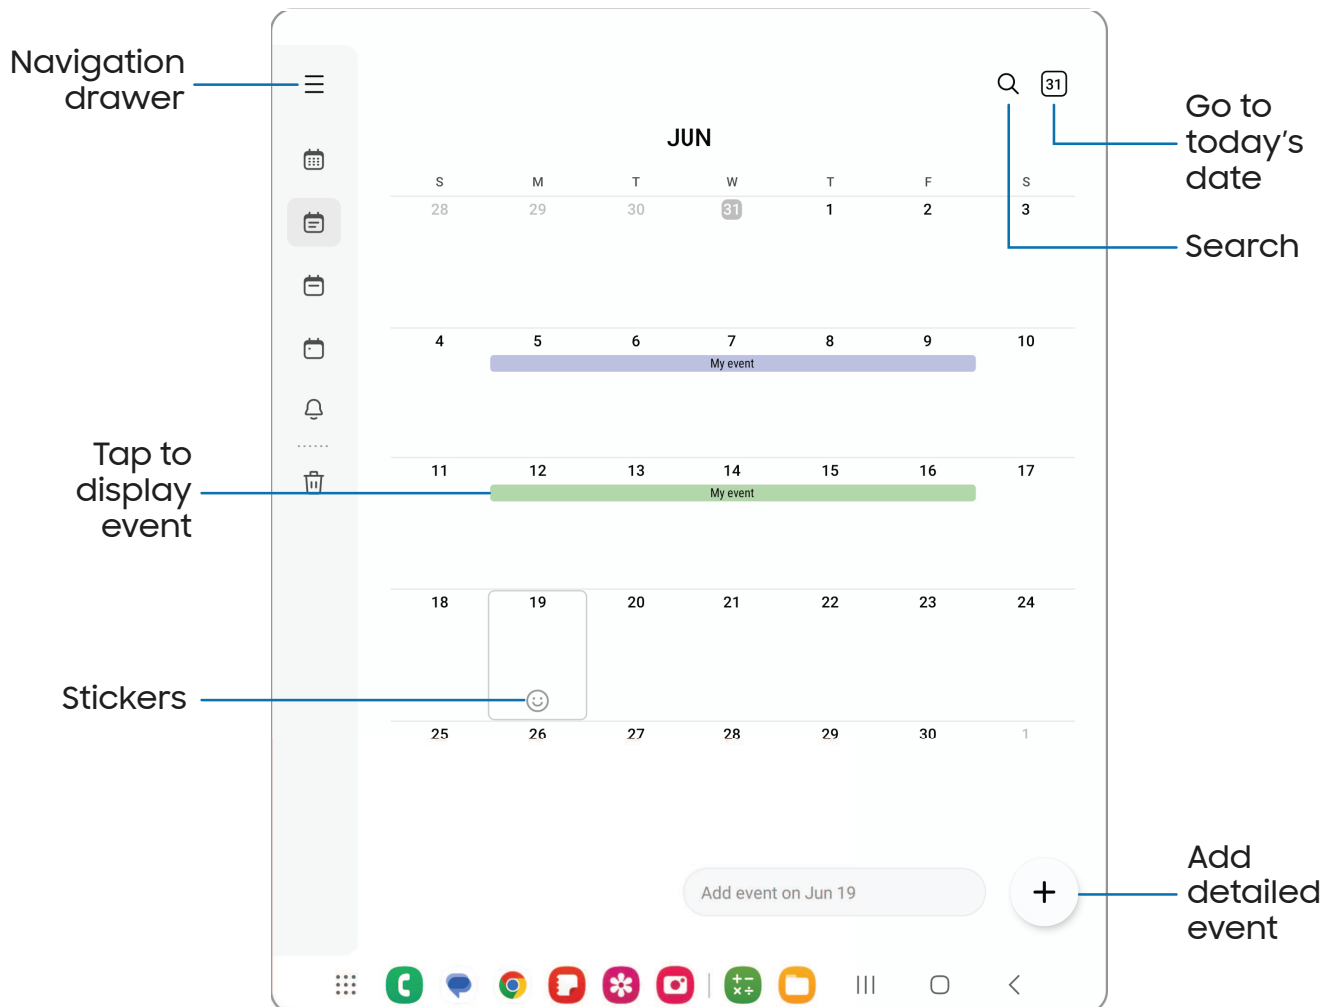 Navigation
drawer
31
Go to
today's
date
Search
JUN
S M T W T F S
28 29 30 31 1 2 3
4 5 6 7 8 9 10
My event
11 12 13 14 15 16 17
My event
Tap to
display
event
18 19 20 21 22 23 24
Stickers
25 26 27 28 29 30 1
Add event on Jun 19
Add
detailed
event